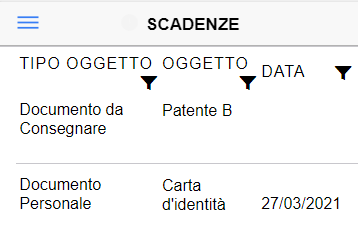 SCADENZE
TIPO OGGETTO OGGETTO DATA
Documento da Consegnare Patente B
Documento Personale Carta d'identità 27/03/2021